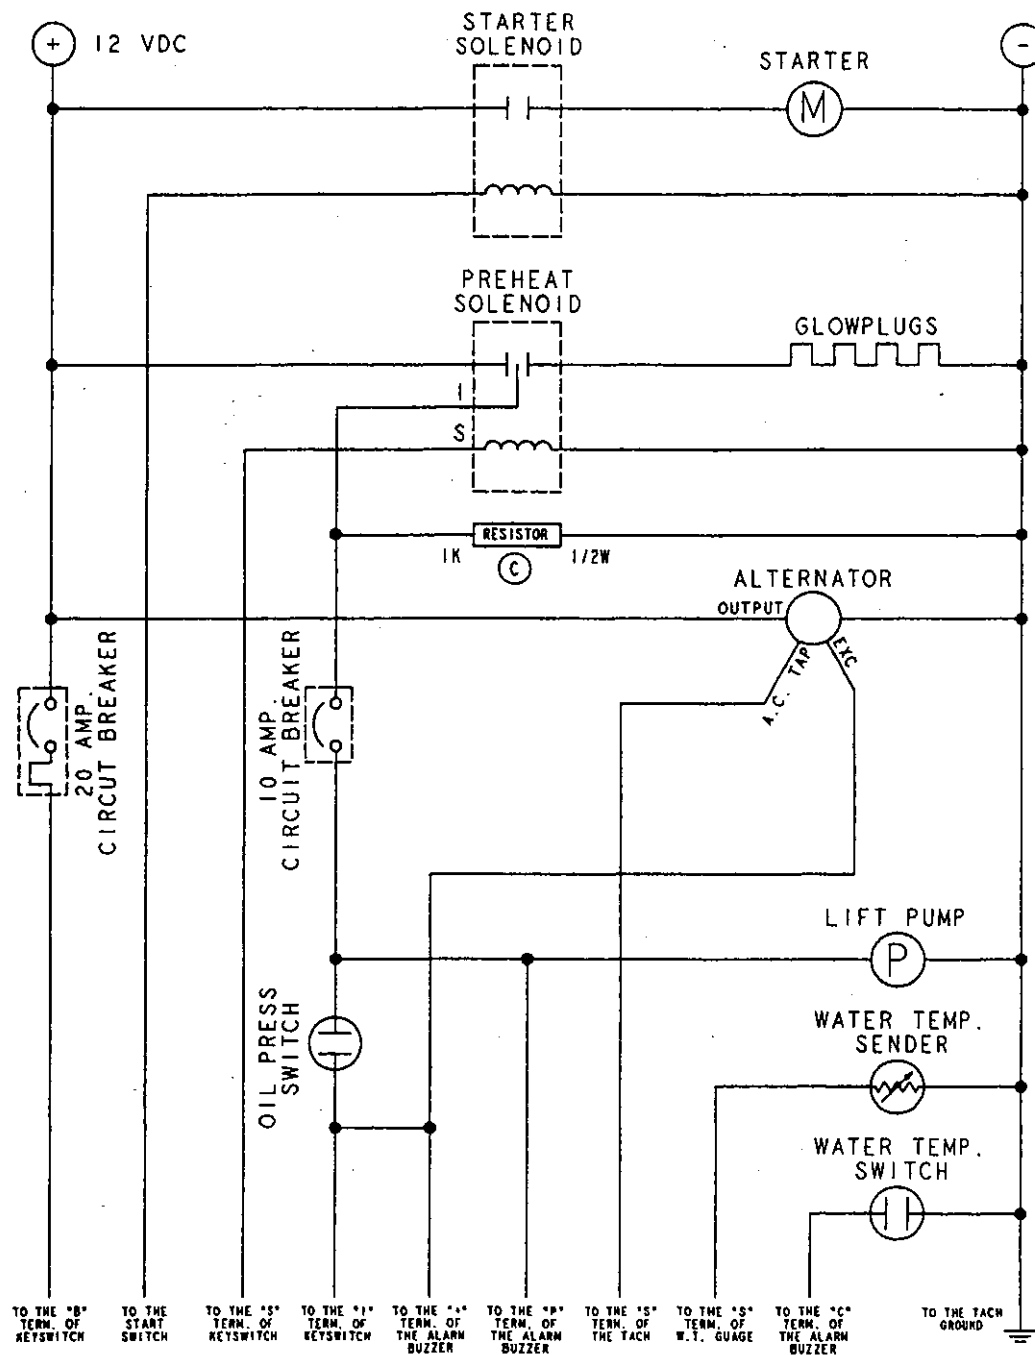 + 12 VDC
STARTER
SOLENOID
-
STARTER
M
PREHEAT
SOLENOID
GLOWPLUGS
I
S
1K
RESISTOR
1/2W
C
ALTERNATOR
OUTPUT
A.C. TAP
EXC
20 AMP.
CIRCUT BREAKER
10 AMP.
CIRCUIT BREAKER
LIFT PUMP
P
OIL PRESS
SWITCH
WATER TEMP.
SENDER
WATER TEMP.
SWITCH
TO THE "B"
TERM. OF
KEYSWITCH
TO THE
START
SWITCH
TO THE "S"
TERM. OF
KEYSWITCH
TO THE "I"
TERM. OF
KEYSWITCH
TO THE "+"
TERM. OF
THE ALARM
BUZZER
TO THE "P"
TERM. OF
THE ALARM
BUZZER
TO THE "S"
TERM. OF
THE TACH
TO THE "S"
TERM. OF
W.T. GUAGE
TO THE "C"
TERM. OF
THE ALARM
BUZZER
TO THE TACH
GROUND